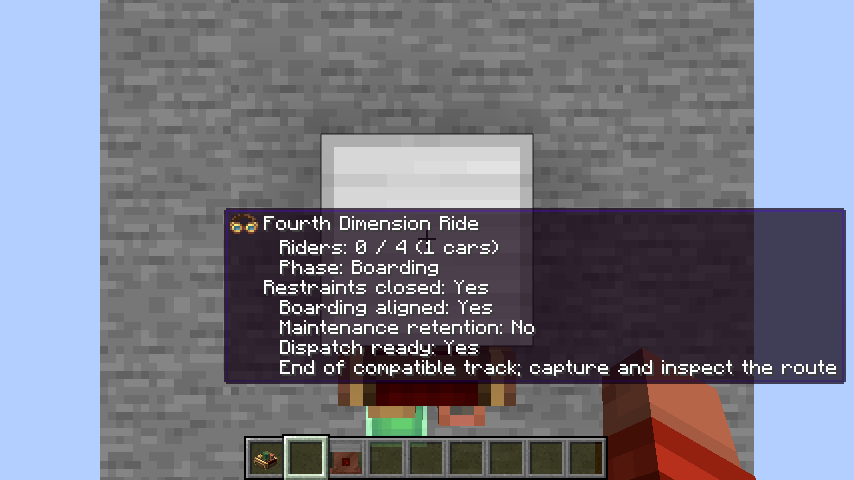 Fourth Dimension Ride
Riders: 0 / 4 (1 cars)
Phase: Boarding
Restraints closed: Yes
Boarding aligned: Yes
Maintenance retention: No
Dispatch ready: Yes
End of compatible track; capture and inspect the route